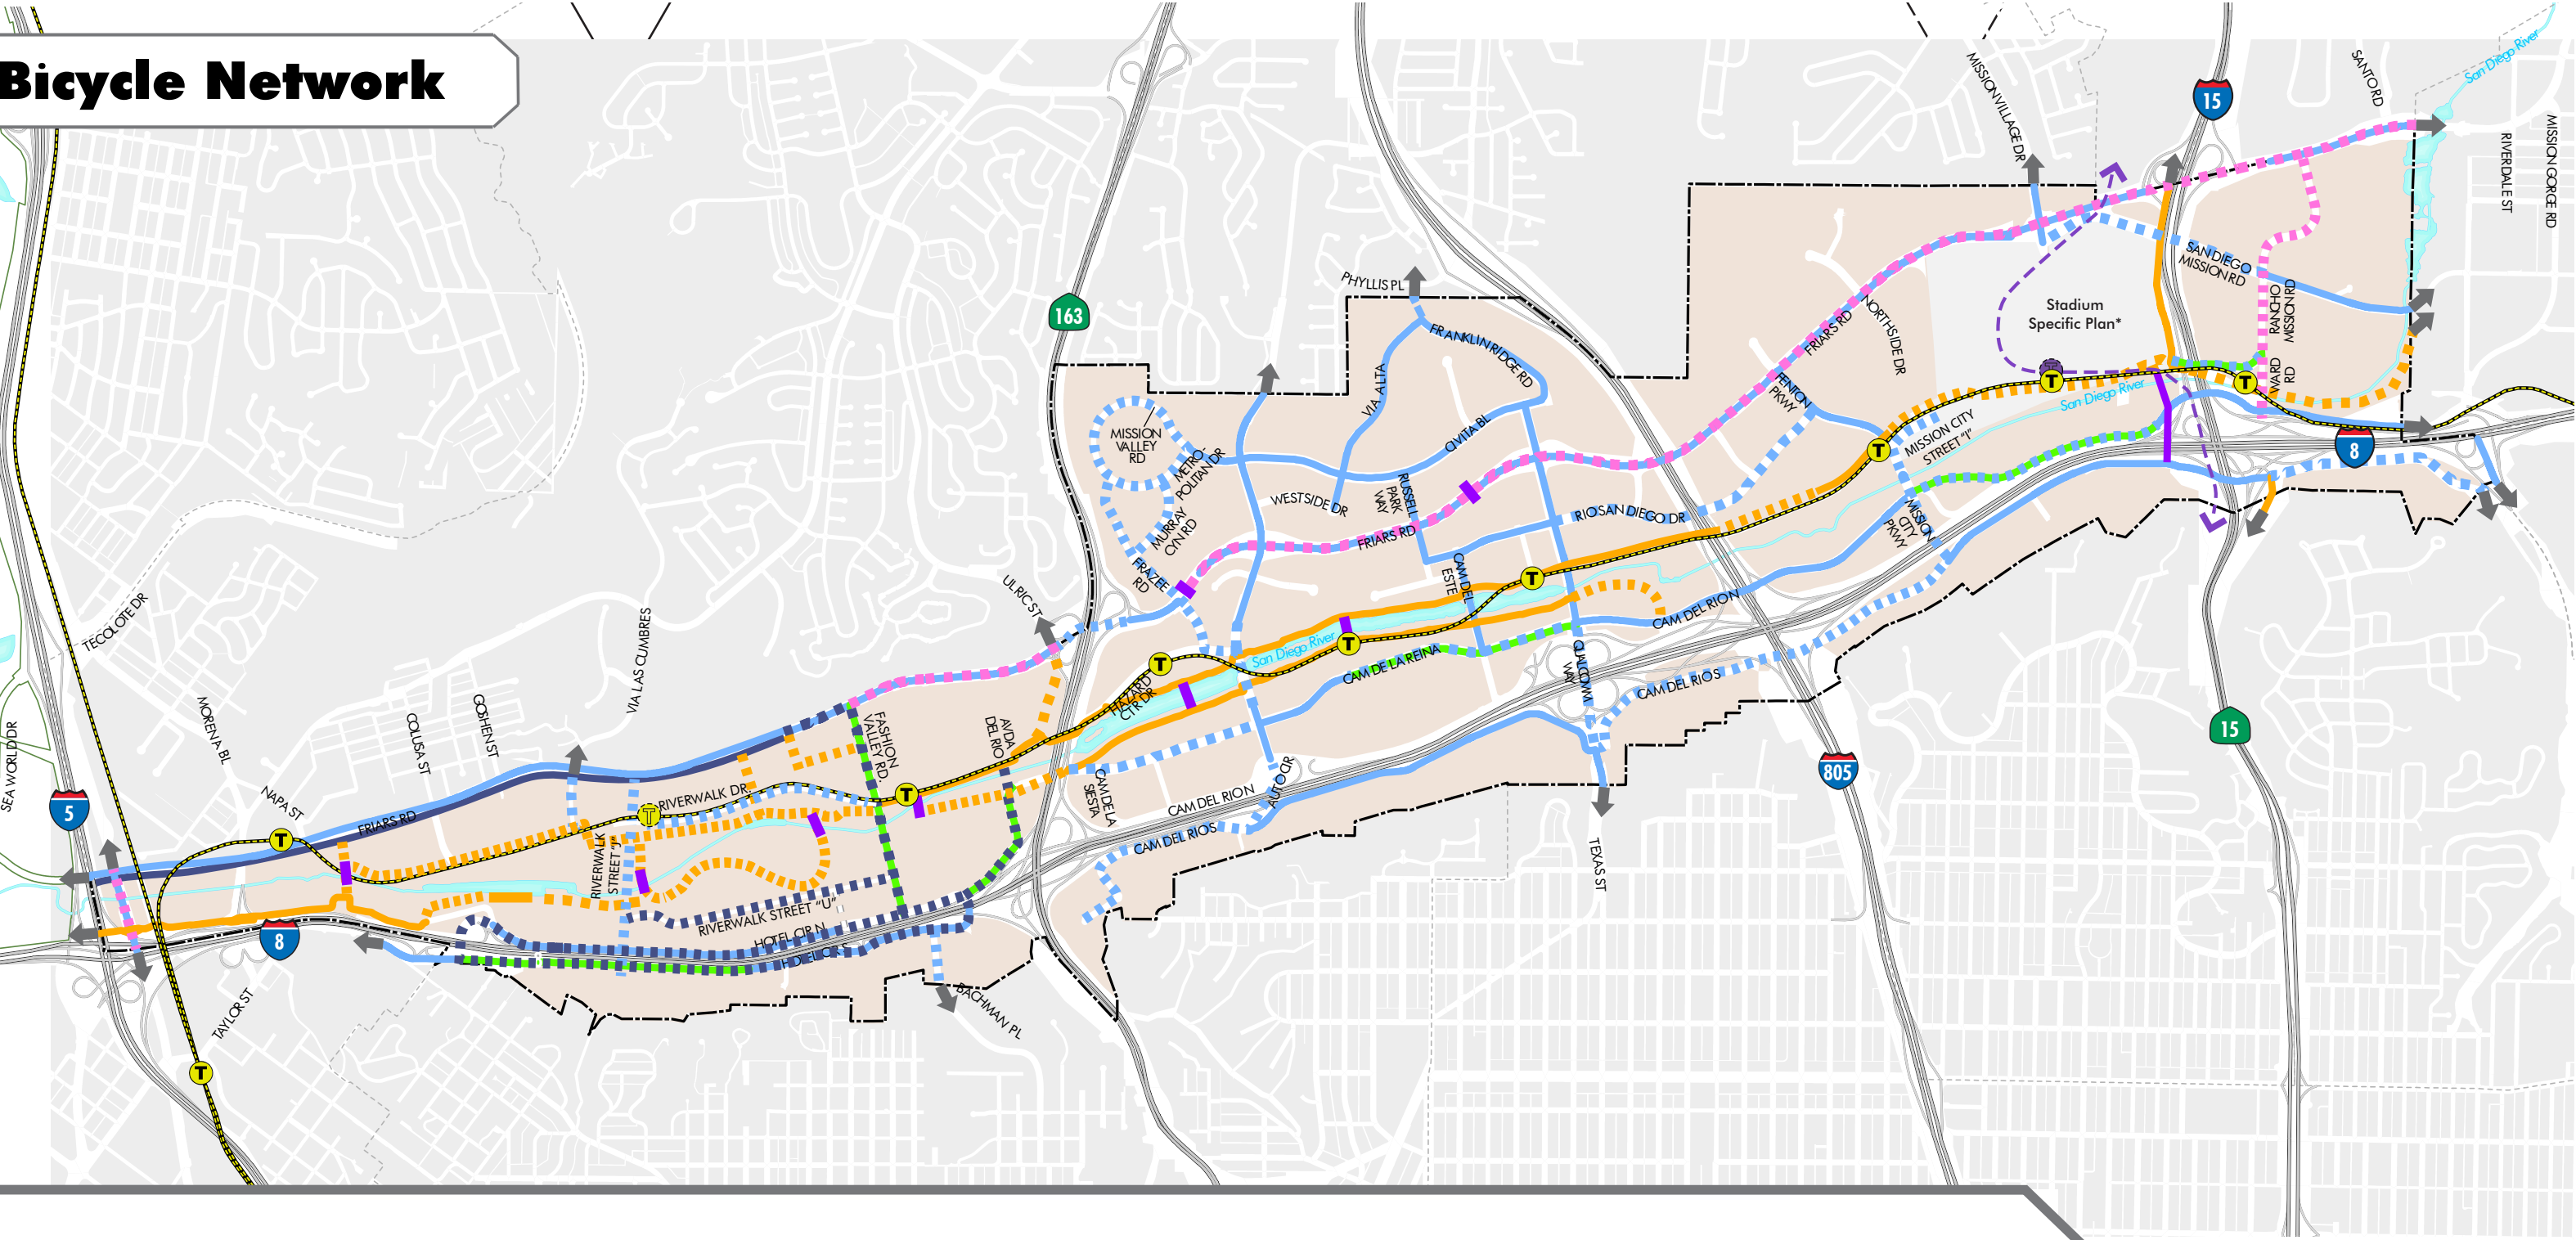 Bicycle Network
15
SANTO RD
San Diego River
MISSION VILLAGE DR
RIVERDALE ST
MISSION GORGE RD
SAN DIEGO
MISSION RD
PHYLLIS PL
163
Stadium
Specific Plan*
RANCHO
MISSION RD
FRANKLIN RIDGE RD
FRIARS RD
NORTHSIDE DR
VIA ALTA
FENTON
PKWY
WARD
RD
T
T
San Diego River
MISSION
VALLEY
RD
CIVITA BL
MISSION CITY
STREET "I"
T
8
METRO-
POLITAN DR
WESTSIDE DR
RUSSELL
PARK
WAY
RIO SAN DIEGO DR
MISSION
CITY
PKWY
MURRAY
CYN RD
FRIARS RD
FRAZEE
RD
CAM DEL
ESTE
T
ULRIC ST
TECOLOTE DR
VIA LAS CUMBRES
CAM DEL RIO N
San Diego River
T
T
CAM DE LA REINA
QUALCOMM
WAY
CAM DEL RIO S
HAZARD
CTR DR
MORENA BL
COLUSA ST
GOSHEN ST
FASHION
VALLEY RD
AVDA
DEL RIO
15
SEA WORLD DR
5
NAPA ST
T
FRIARS RD
T
RIVERWALK DR
T
CAM DE LA
SIESTA
CAM DEL RIO N
AUTO CIR
805
CAM DEL RIO S
TEXAS ST
RIVERWALK
STREET "J"
RIVERWALK STREET "U"
HOTEL CIR N
HOTEL CIR S
8
TAYLOR ST
BACHMAN PL
T